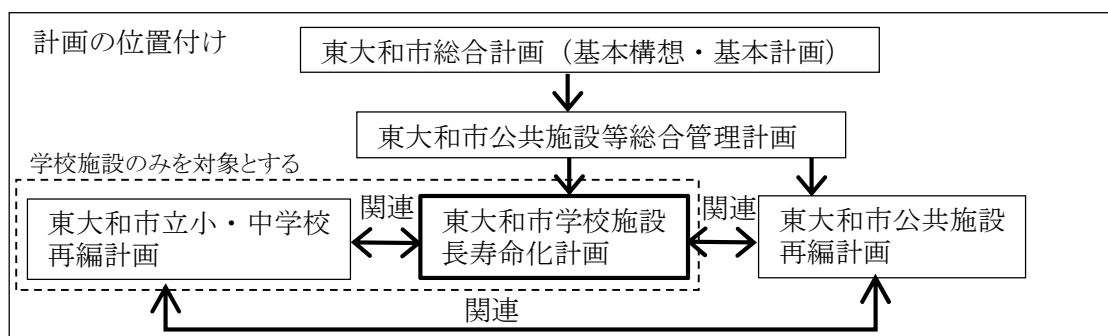 計画の位置付け
東大和市総合計画（基本構想・基本計画）
東大和市公共施設等総合管理計画
学校施設のみを対象とする
東大和市立小・中学校
再編計画
関連
東大和市学校施設
長寿命化計画
関連
東大和市公共施設
再編計画
関連